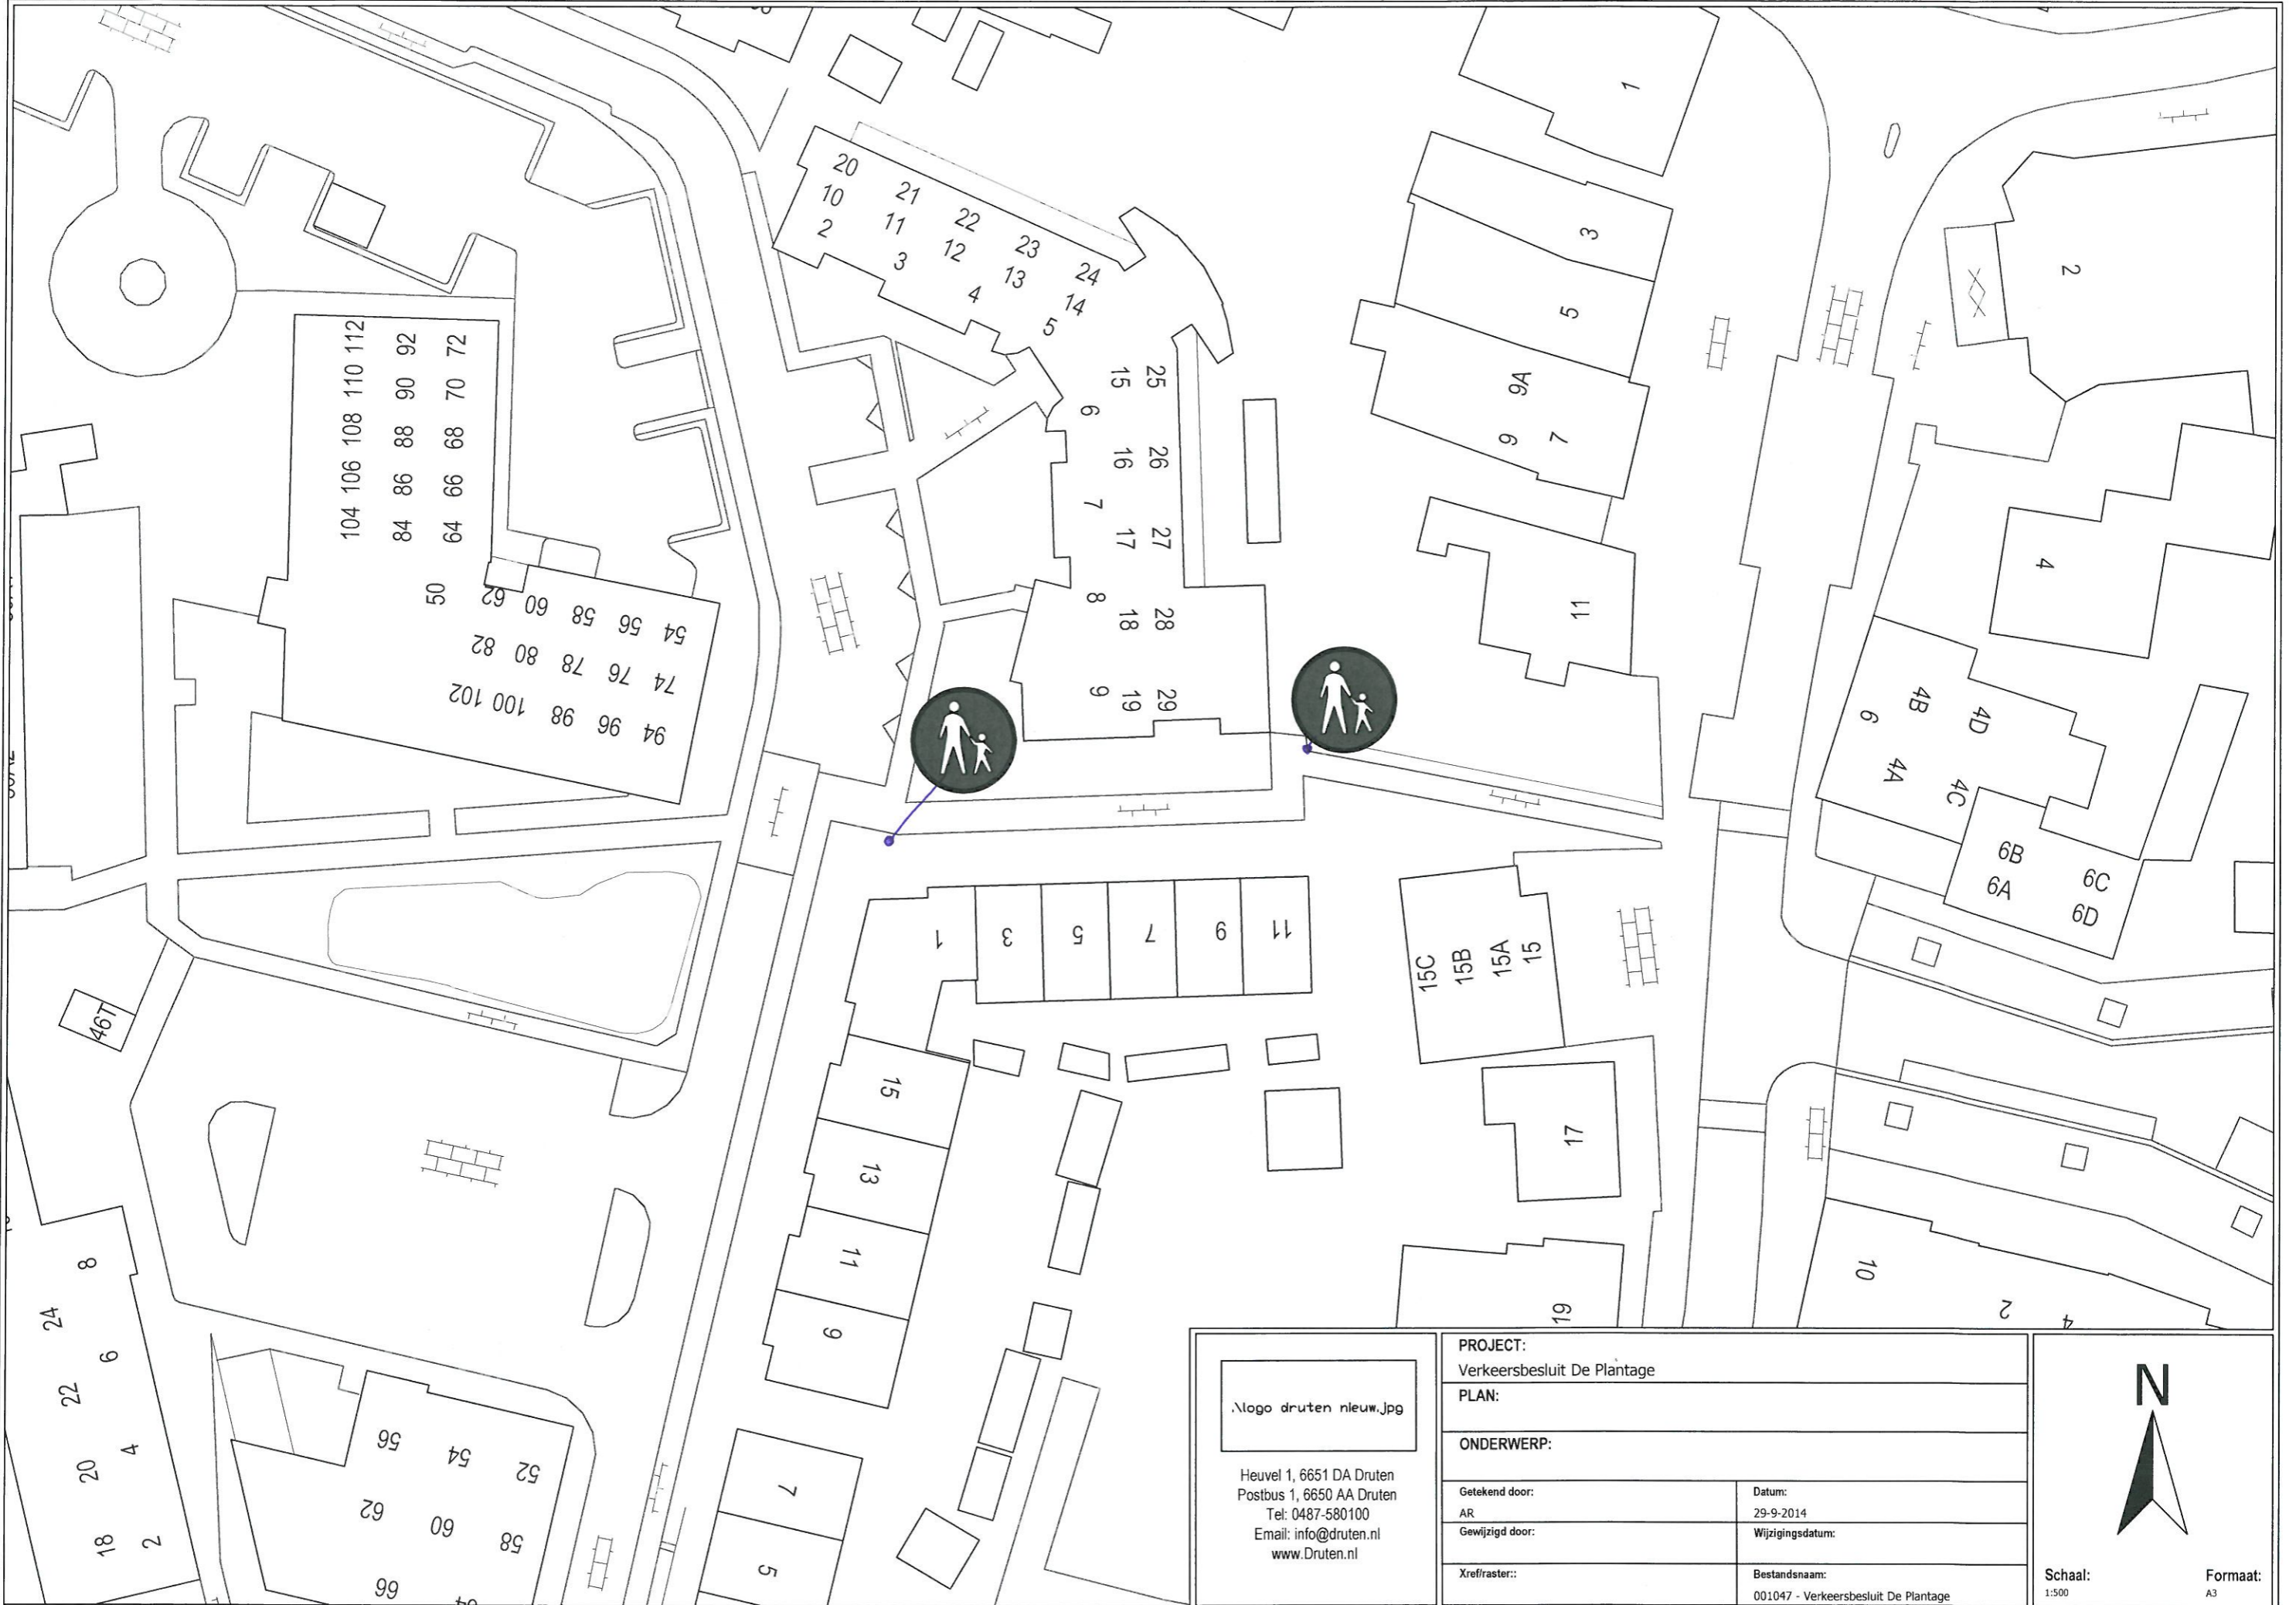 1
20
10
2
21
11
3
22
12
4
23
13
5
24
14
3
5
9A
9
7
2
104 106 108 110 112
84 86 88 90 92
64 66 68 70 72
50
62 60 58 56 54
82 80 78 76 74
102 100 98 96 94
15 25
6
16 26
7
17 27
8
18 28
9
19 29
11
4
4B
4D
6
4A
4C
6B
6C
6A
6D
1
3
5
7
9
11
15C
15B
15A
15
46T
15
13
11
9
17
19
10
2
4
8
24
6
22
4
20
2
18
56
54
52
62
60
58
66
7
5
.\logo druten nieuw.jpg
Heuvel 1, 6651 DA Druten
Postbus 1, 6650 AA Druten
Tel: 0487-580100
Email: info@druten.nl
www.Druten.nl
PROJECT:
Verkeersbesluit De Plantage
PLAN:
ONDERWERP:
Getekend door:
AR
Datum:
29-9-2014
Gewijzigd door:
Wijzigingsdatum:
Xref/raster::
Bestandsnaam:
001047 - Verkeersbesluit De Plantage
N
Schaal:
1:500
Formaat:
A3